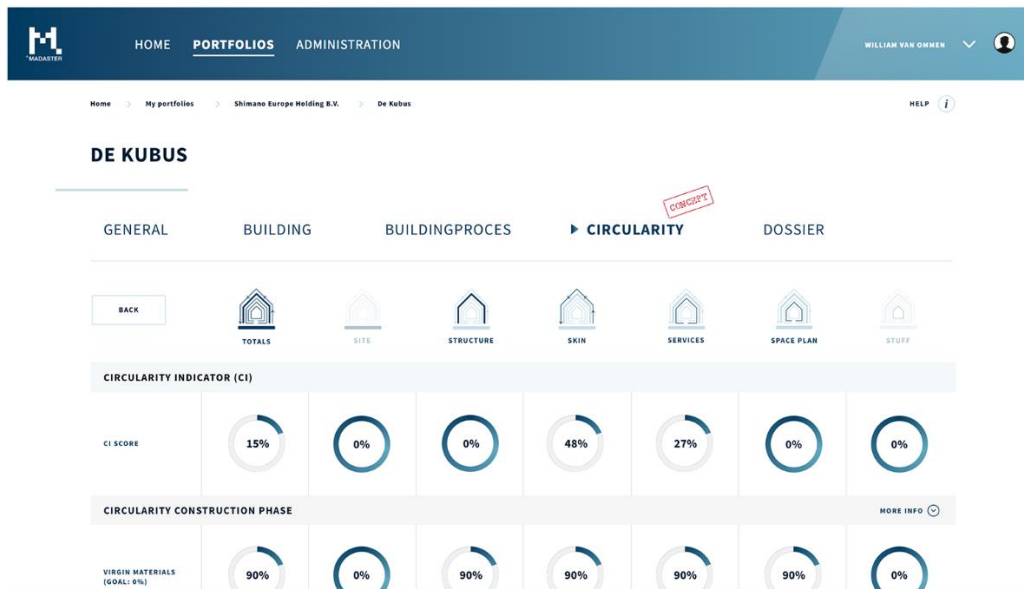 M.
MADASTER
HOME PORTFOLIOS ADMINISTRATION
WILLIAM VAN OMMEN
Home > My portfolios > Shimano Europe Holding B.V. > De Kubus
HELP i
DE KUBUS
CONCEPT
GENERAL BUILDING BUILDINGPROCES CIRCULARITY DOSSIER
BACK
TOTALS SITE STRUCTURE SKIN SERVICES SPACE PLAN STUFF
CIRCULARITY INDICATOR (CI)
CI SCORE 15% 0% 0% 48% 27% 0% 0%
CIRCULARITY CONSTRUCTION PHASE MORE INFO
VIRGIN MATERIALS
(GOAL: 0%)
90% 0% 90% 90% 90% 90% 0%